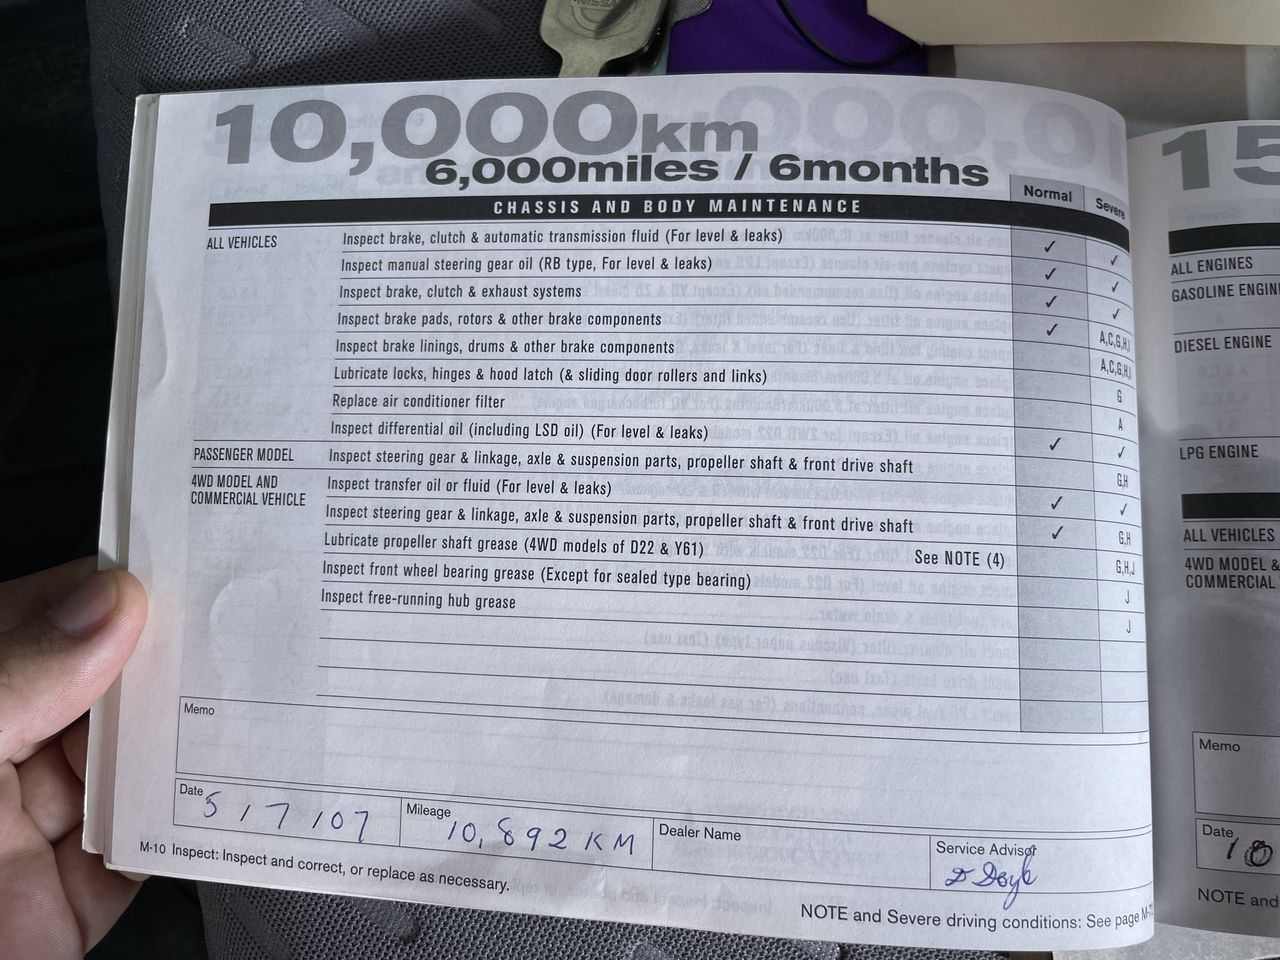 NISSAN
10,000km
6,000miles / 6months
Normal Severe
CHASSIS AND BODY MAINTENANCE
ALL VEHICLES Inspect brake, clutch & automatic transmission fluid (For level & leaks) ✓ ✓
Inspect manual steering gear oil (RB type, For level & leaks) ✓ ✓
Inspect brake, clutch & exhaust systems ✓ ✓
Inspect brake pads, rotors & other brake components ✓ A,C,G,H,I
Inspect brake linings, drums & other brake components A,C,G,H,I
Lubricate locks, hinges & hood latch (& sliding door rollers and links) G
Replace air conditioner filter A
Inspect differential oil (including LSD oil) (For level & leaks) ✓ ✓
PASSENGER MODEL Inspect steering gear & linkage, axle & suspension parts, propeller shaft & front drive shaft G,H
4WD MODEL AND Inspect transfer oil or fluid (For level & leaks) ✓ ✓
COMMERCIAL VEHICLE Inspect steering gear & linkage, axle & suspension parts, propeller shaft & front drive shaft ✓ G,H
Lubricate propeller shaft grease (4WD models of D22 & Y61) See NOTE (4) G,H,J
Inspect front wheel bearing grease (Except for sealed type bearing) J
Inspect free-running hub grease J
Memo
Date 5 / 7 / 07 Mileage 10,892 KM Dealer Name Service Advisor D Doyle
M-10 Inspect: Inspect and correct, or replace as necessary.
NOTE and Severe driving conditions: See page
15
ALL ENGINES
GASOLINE
DIESEL ENGINE
LPG ENGINE
ALL VEHICLES
4WD MODEL &
COMMERCIAL
Memo
Date 10
NOTE and